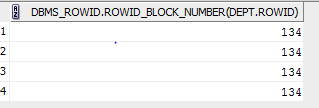 DBMS_ROWID.ROWID_BLOCK_NUMBER(DEPT.ROWID)
1 134
2 134
3 134
4 134